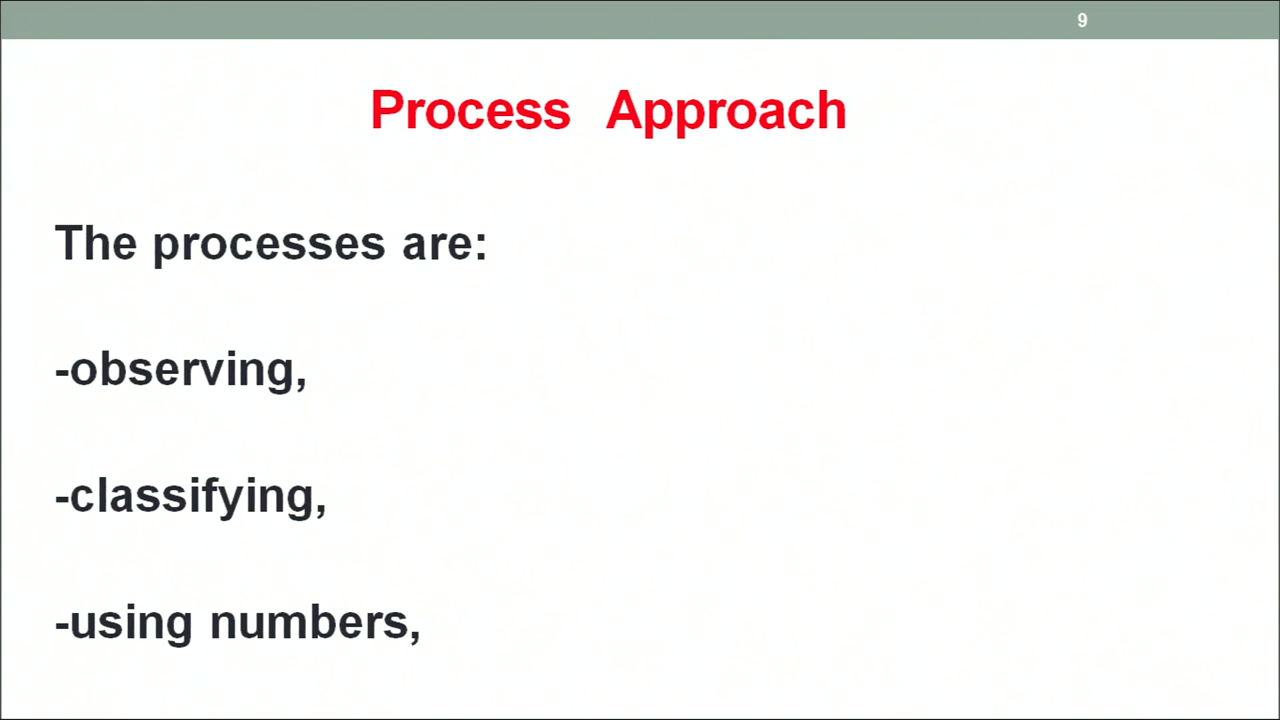 9
Process Approach
The processes are:
-observing,
-classifying,
-using numbers,